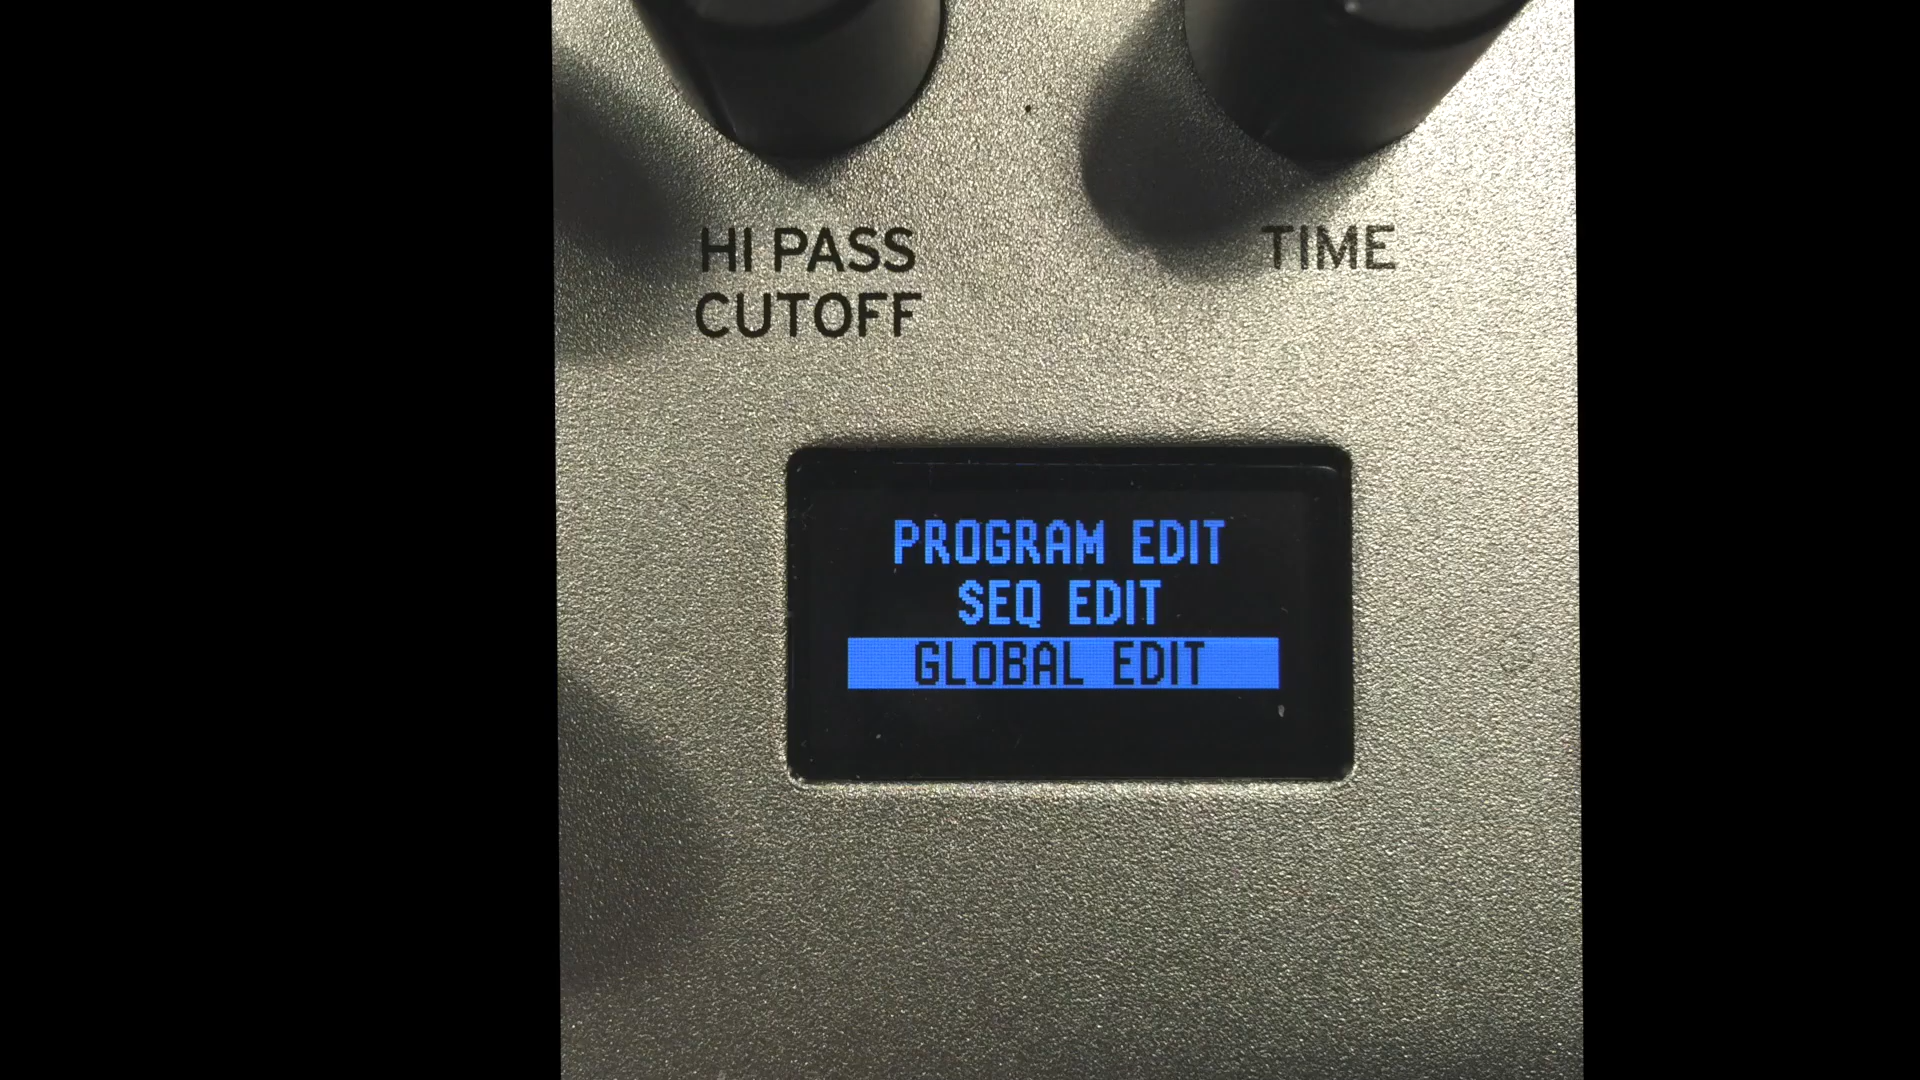 HI PASS
CUTOFF
TIME
PROGRAM EDIT
SEQ EDIT
GLOBAL EDIT